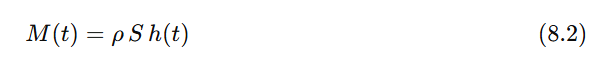 M(t) = ρ S h(t) (8.2)